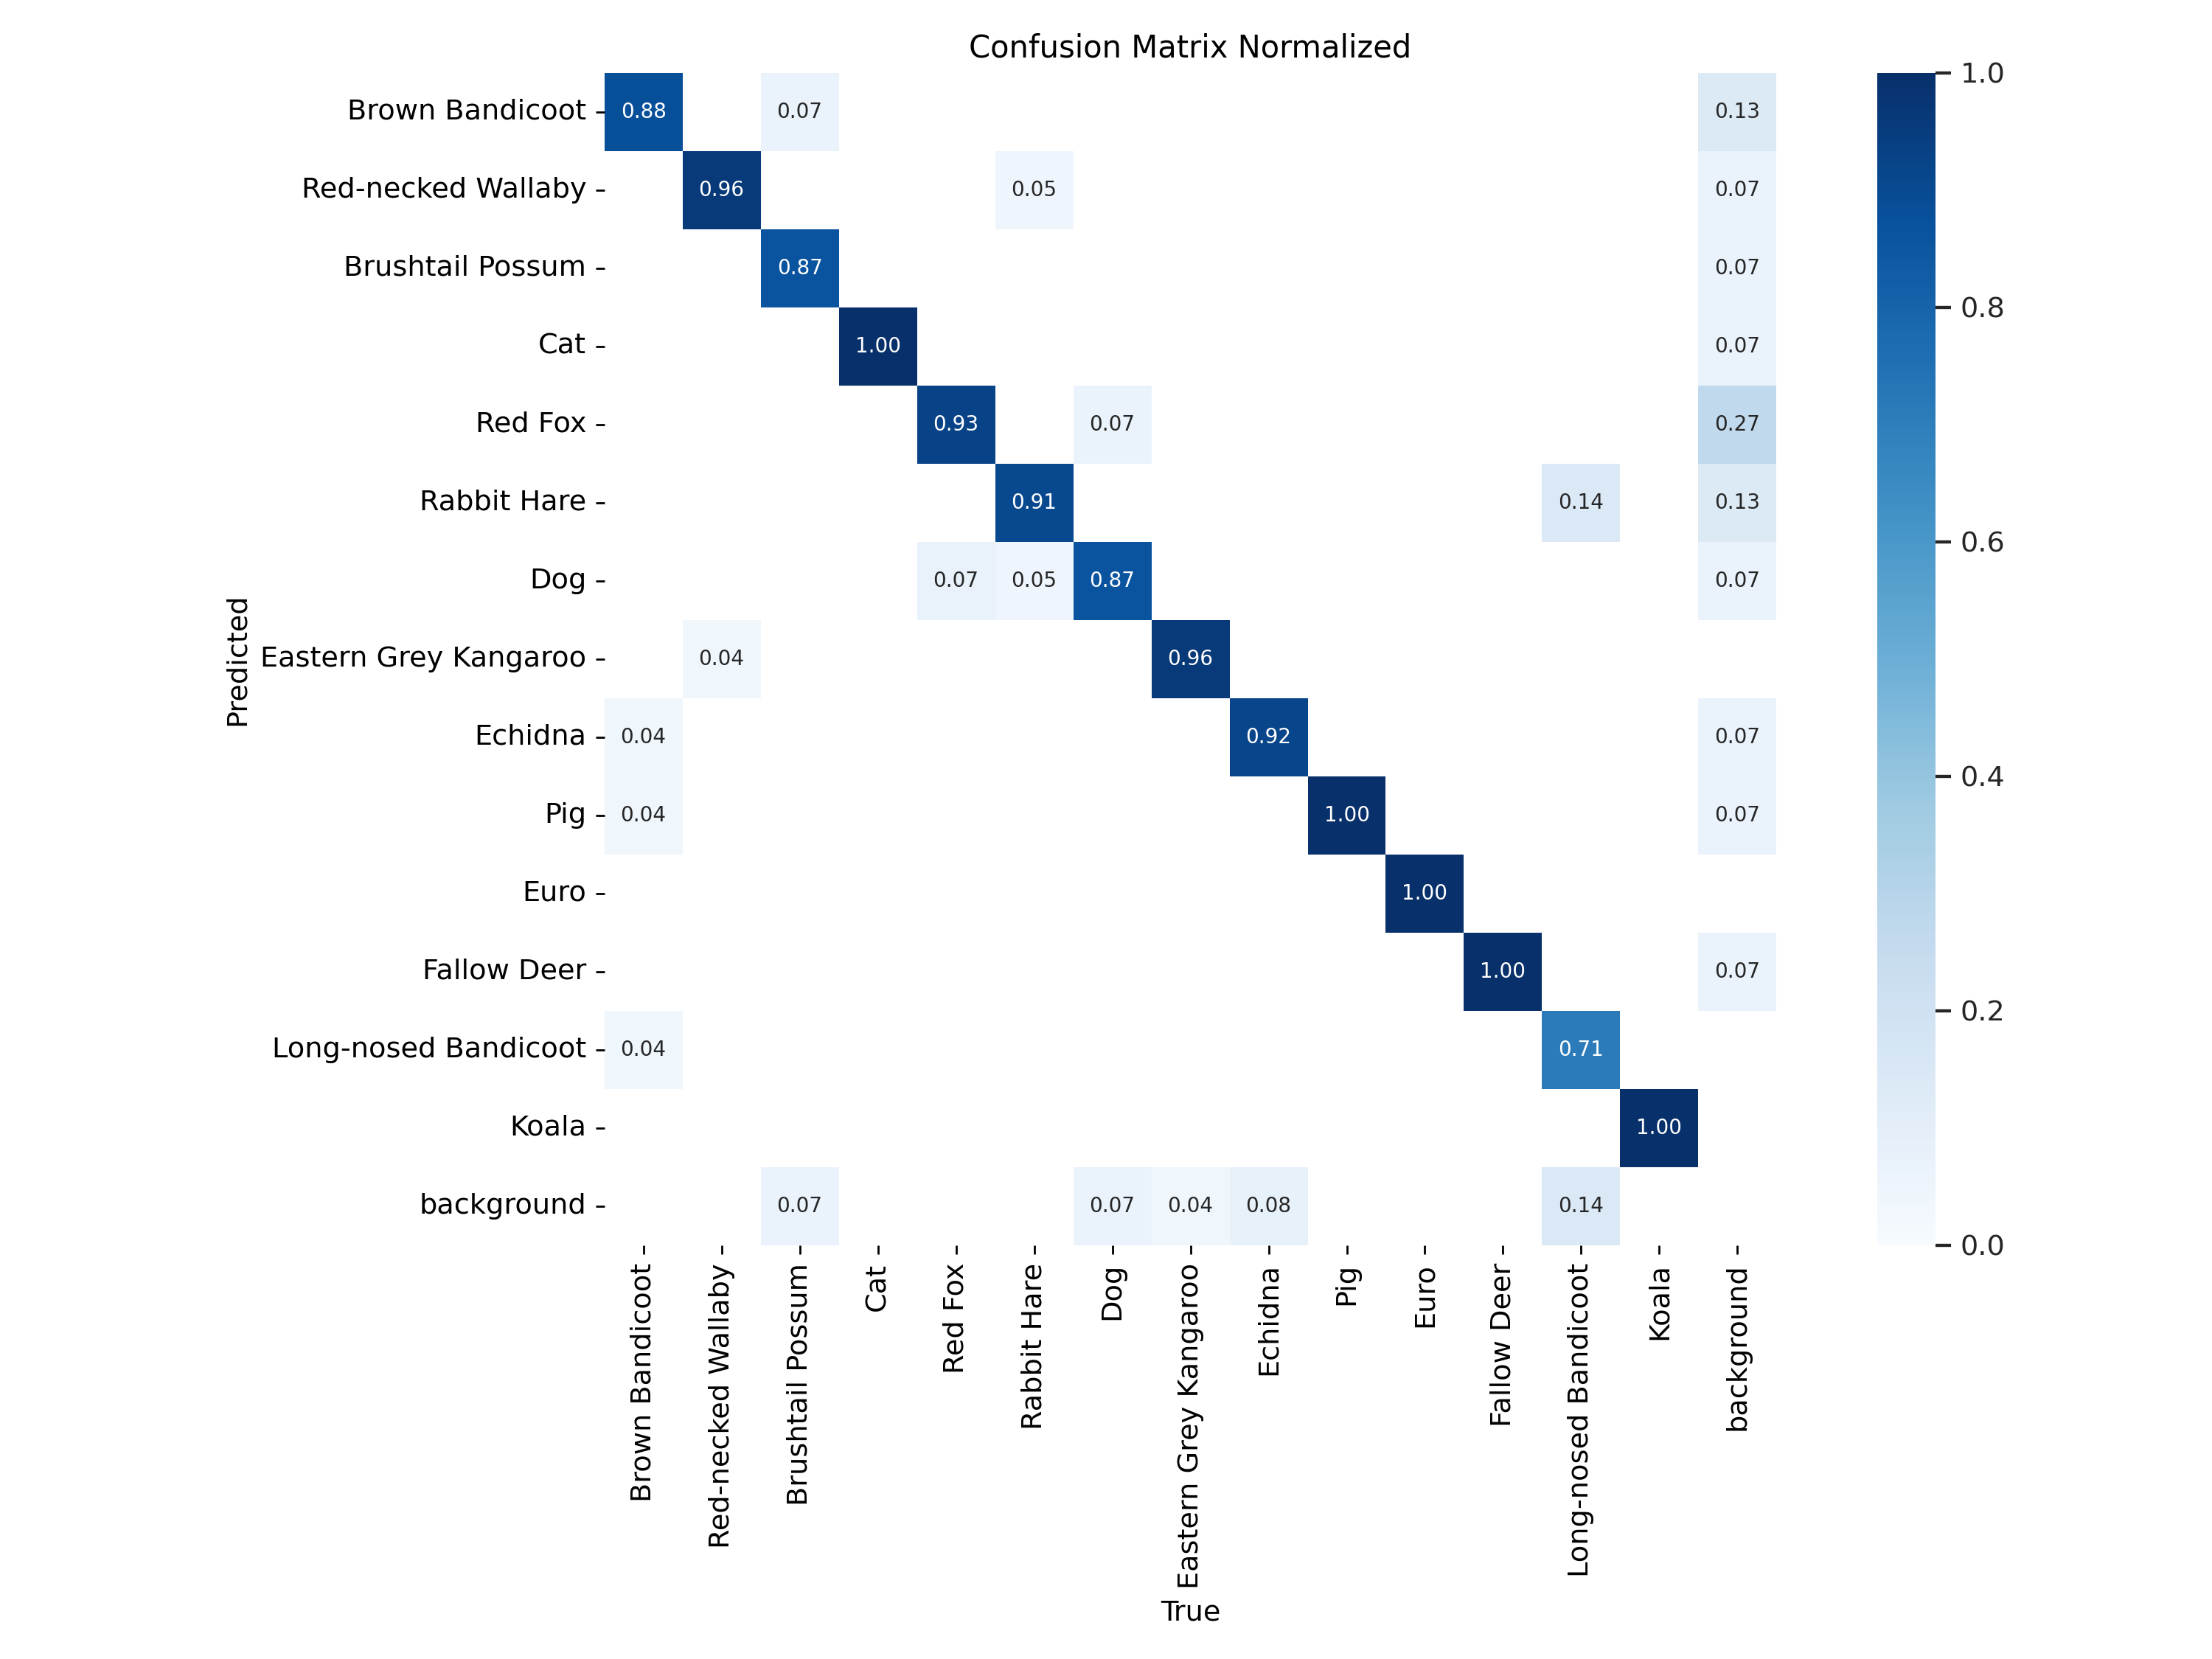 Confusion Matrix Normalized
Brown Bandicoot 0.88 0.07 0.13
Red-necked Wallaby 0.96 0.05 0.07
Brushtail Possum 0.87 0.07
Cat 1.00 0.07
Red Fox 0.93 0.07 0.27
Rabbit Hare 0.91 0.14 0.13
Dog 0.07 0.05 0.87 0.07
Eastern Grey Kangaroo 0.04 0.96
Echidna 0.04 0.92 0.07
Pig 0.04 1.00 0.07
Euro 1.00
Fallow Deer 1.00 0.07
Long-nosed Bandicoot 0.04 0.71
Koala 1.00
background 0.07 0.07 0.04 0.08 0.14
Predicted
Brown Bandicoot
Red-necked Wallaby
Brushtail Possum
Cat
Red Fox
Rabbit Hare
Dog
Eastern Grey Kangaroo
Echidna
Pig
Euro
Fallow Deer
Long-nosed Bandicoot
Koala
background
True
1.0
0.8
0.6
0.4
0.2
0.0